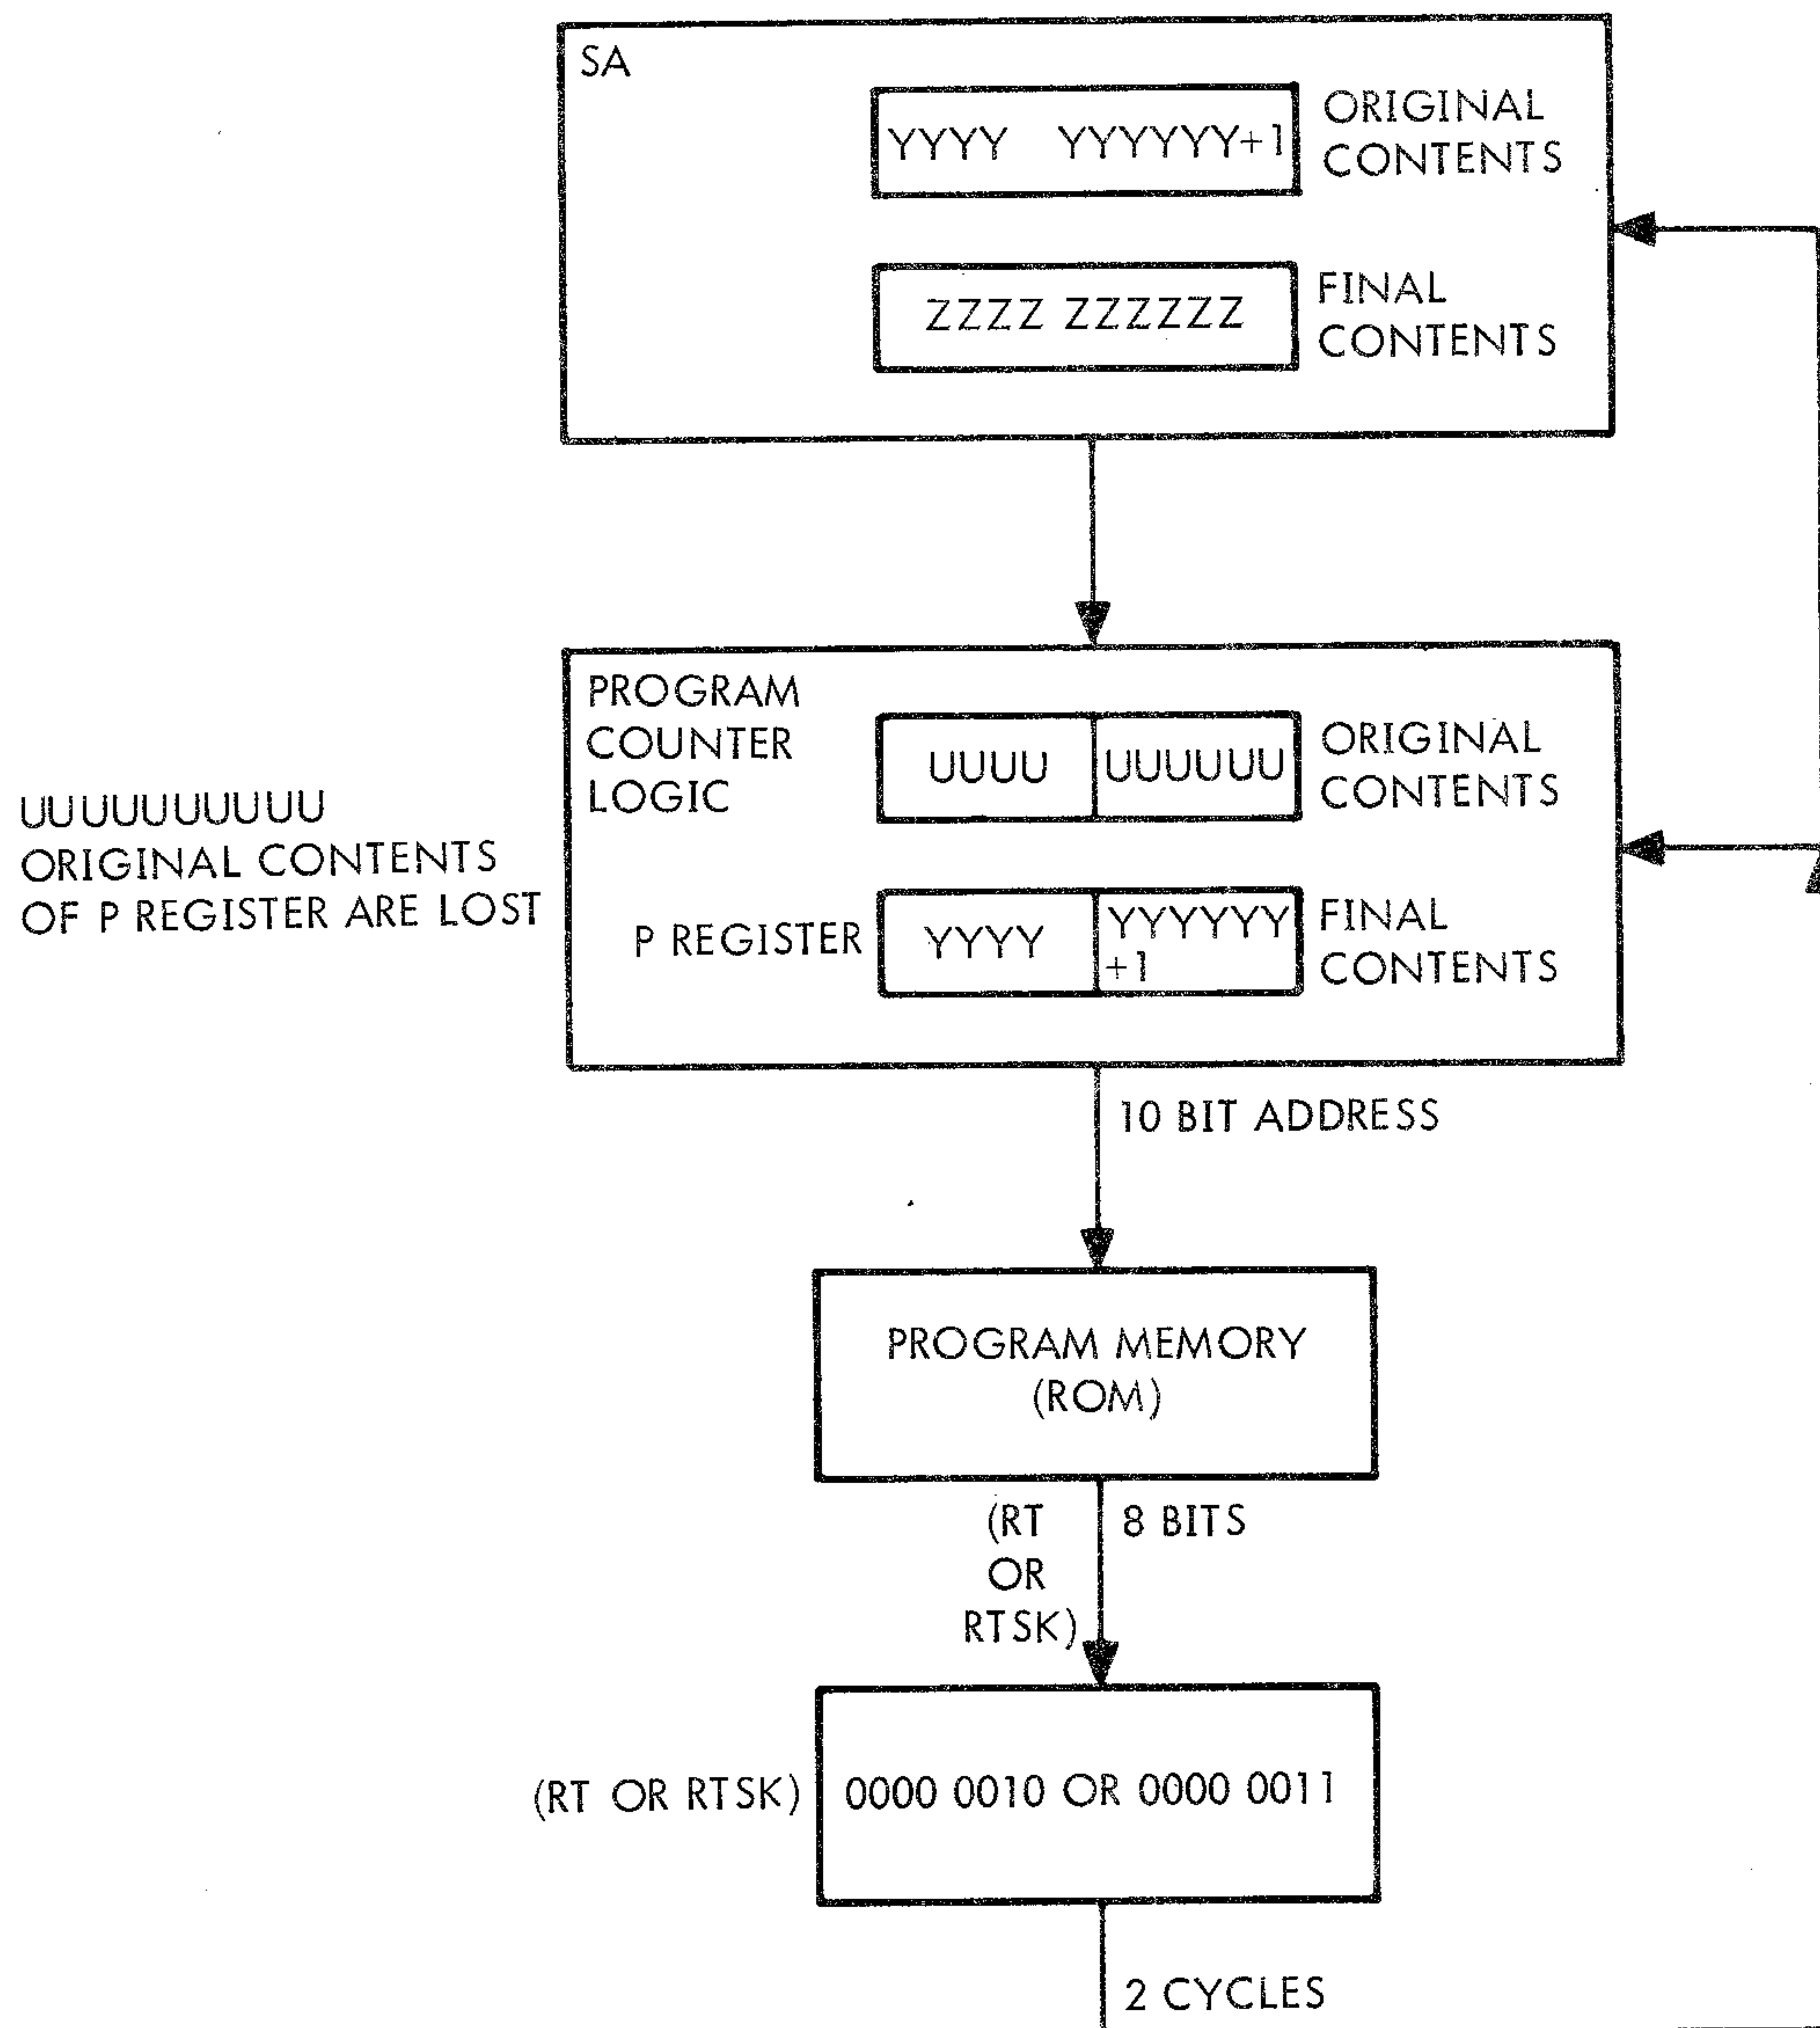 SA
YYYY YYYYYY+1
ORIGINAL
CONTENTS
ZZZZ ZZZZZZ
FINAL
CONTENTS
PROGRAM
COUNTER
LOGIC
UUUU UUUUUU
ORIGINAL
CONTENTS
UUUUUUUUUU
ORIGINAL CONTENTS
OF P REGISTER ARE LOST
P REGISTER
YYYY YYYYYY
+1
FINAL
CONTENTS
10 BIT ADDRESS
PROGRAM MEMORY
(ROM)
(RT
OR
RTSK)
8 BITS
(RT OR RTSK)
0000 0010 OR 0000 0011
2 CYCLES